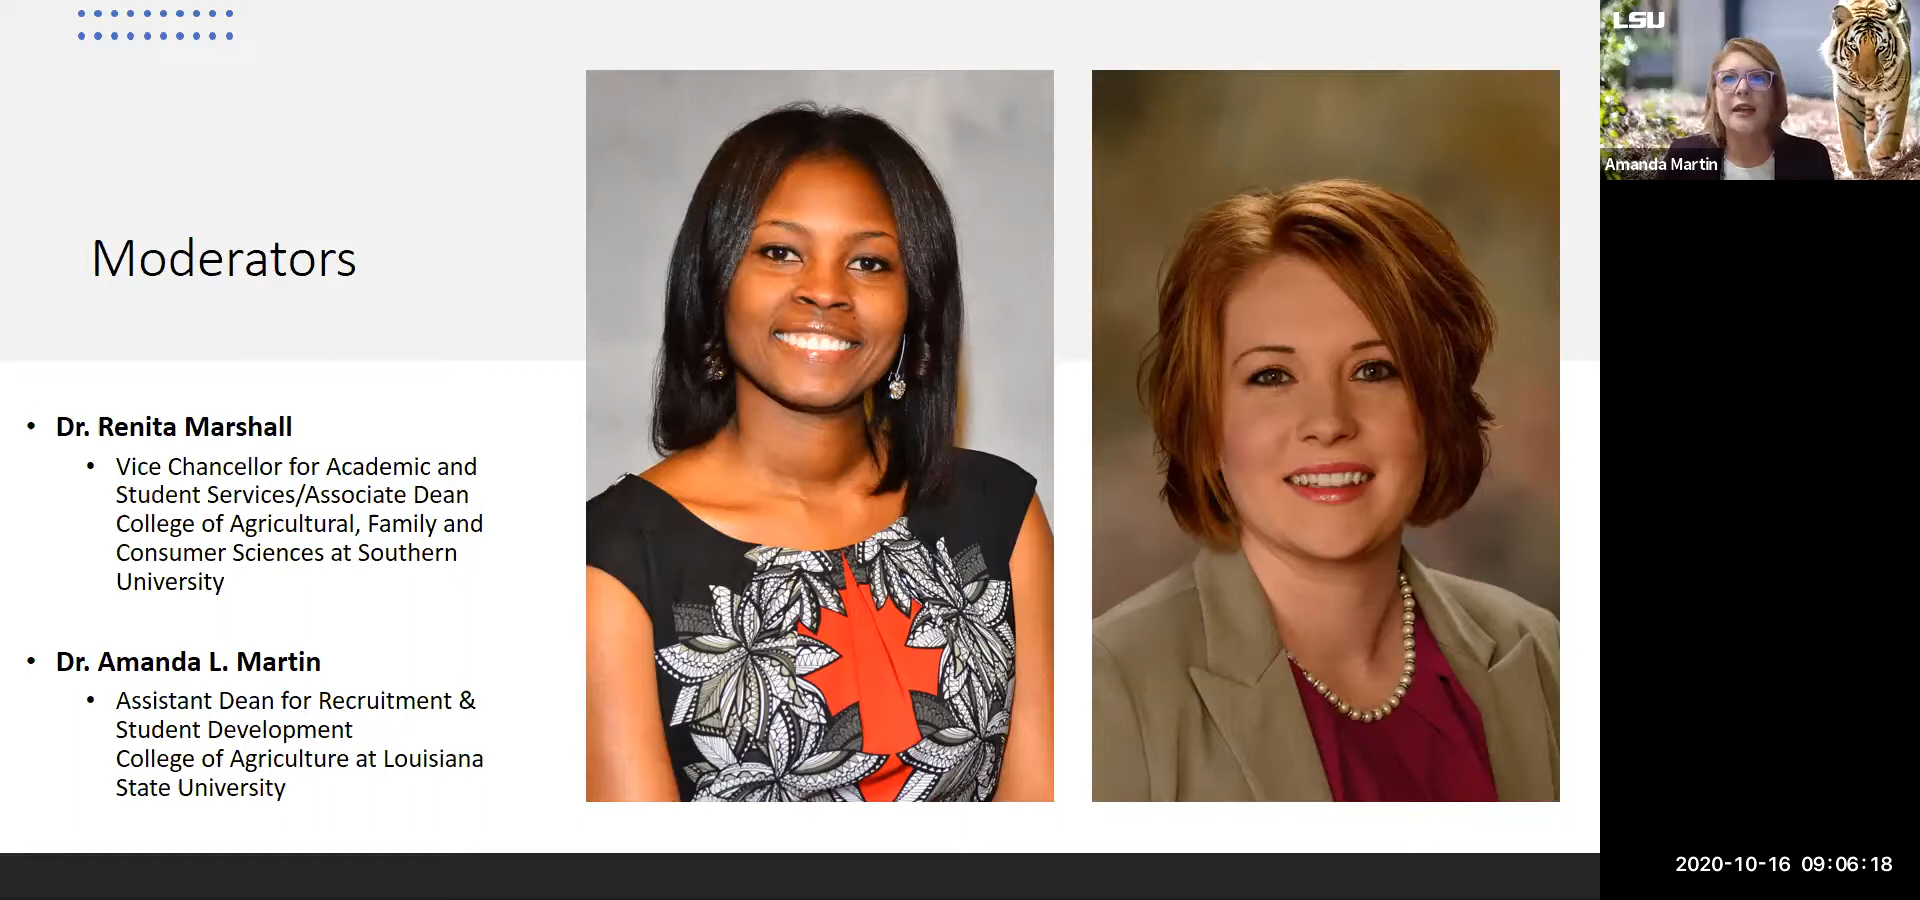 Moderators
• Dr. Renita Marshall
• Vice Chancellor for Academic and
Student Services/Associate Dean
College of Agricultural, Family and
Consumer Sciences at Southern
University
• Dr. Amanda L. Martin
• Assistant Dean for Recruitment &
Student Development
College of Agriculture at Louisiana
State University
LSU
Amanda Martin
2020-10-16 09:06:18